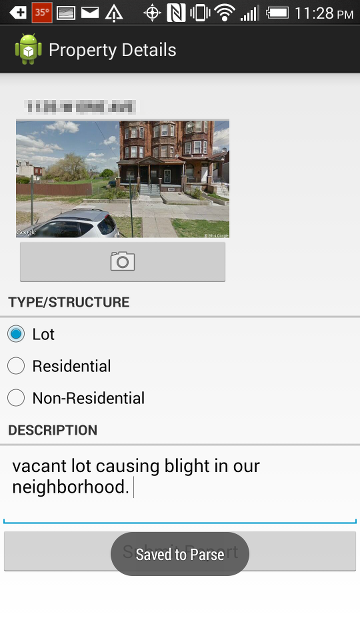 35°
11:28 PM
Property Details
Google
TYPE/STRUCTURE
Lot
Residential
Non-Residential
DESCRIPTION
vacant lot causing blight in our
neighborhood.
Saved to Parse